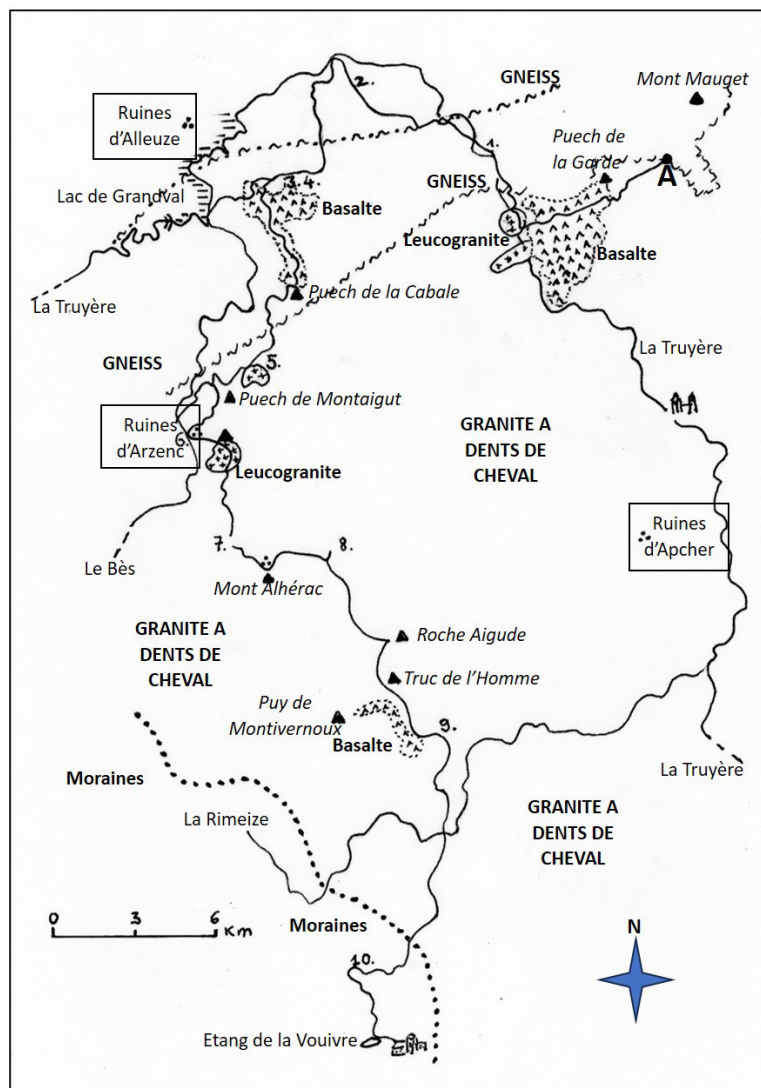 GNEISS
Mont Mauget
2.
Ruines
d'Alleuze
1.
Puech de
la Garde
A
Lac de Grandval
GNEISS
3. 4.
Basalte
Leucogranite
Basalte
La Truyère
Puech de la Cabale
La Truyère
GNEISS
5.
Puech de Montaigut
Ruines
d'Arzenc
GRANITE A
DENTS DE
CHEVAL
Leucogranite
Ruines
d'Apcher
7.
8.
Le Bès
Mont Alhérac
GRANITE A
DENTS DE
CHEVAL
Roche Aigude
Truc de l'Homme
Puy de
Montivernoux
9.
Basalte
Moraines
La Truyère
GRANITE A
DENTS DE
CHEVAL
La Rimeize
0 6
Km
Moraines
N
10.
Etang de la Vouivre